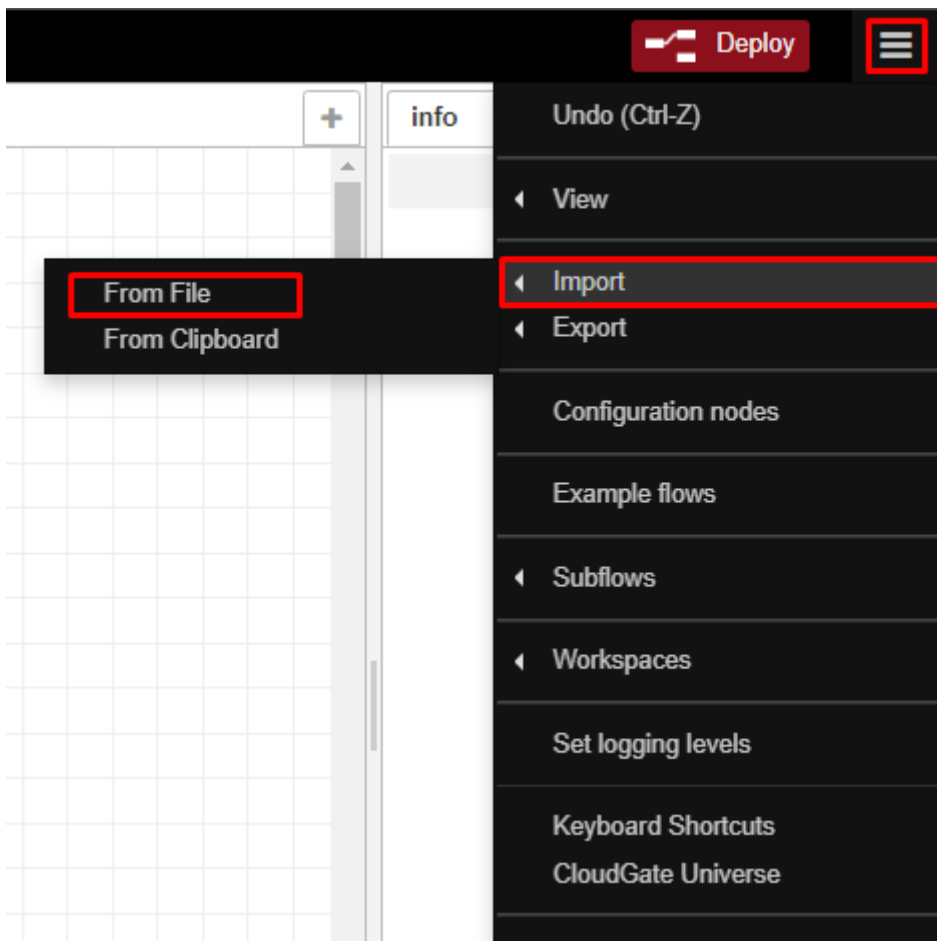 Deploy
+
info
Undo (Ctrl-Z)
View
Import
From File
From Clipboard
Export
Configuration nodes
Example flows
Subflows
Workspaces
Set logging levels
Keyboard Shortcuts
CloudGate Universe